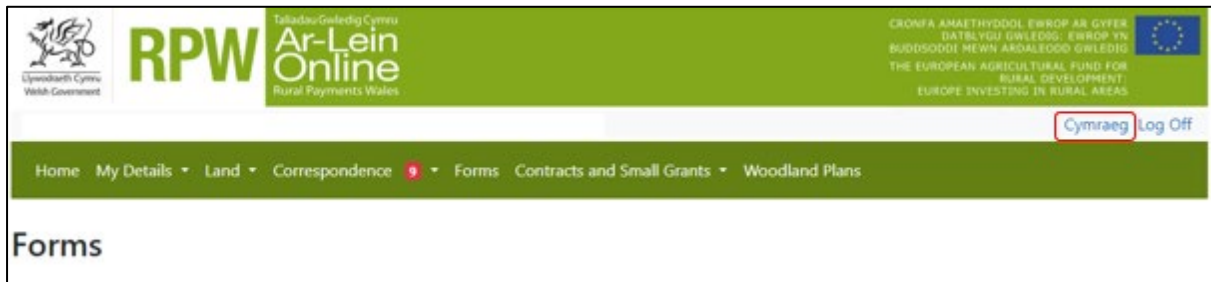 Llywodraeth Cymru
Welsh Government
RPW
Taliadau Gwledig Cymru
Ar-Lein
Online
Rural Payments Wales
CRONFA AMAETHYDDOL EWROP AR GYFER
DATBLYGU GWLEDIG: EWROP YN
BUDDSODDI MEWN ARDALEODD GWLEDIG
THE EUROPEAN AGRICULTURAL FUND FOR
RURAL DEVELOPMENT:
EUROPE INVESTING IN RURAL AREAS
Cymraeg Log Off
Home My Details Land Correspondence 9 Forms Contracts and Small Grants Woodland Plans
Forms